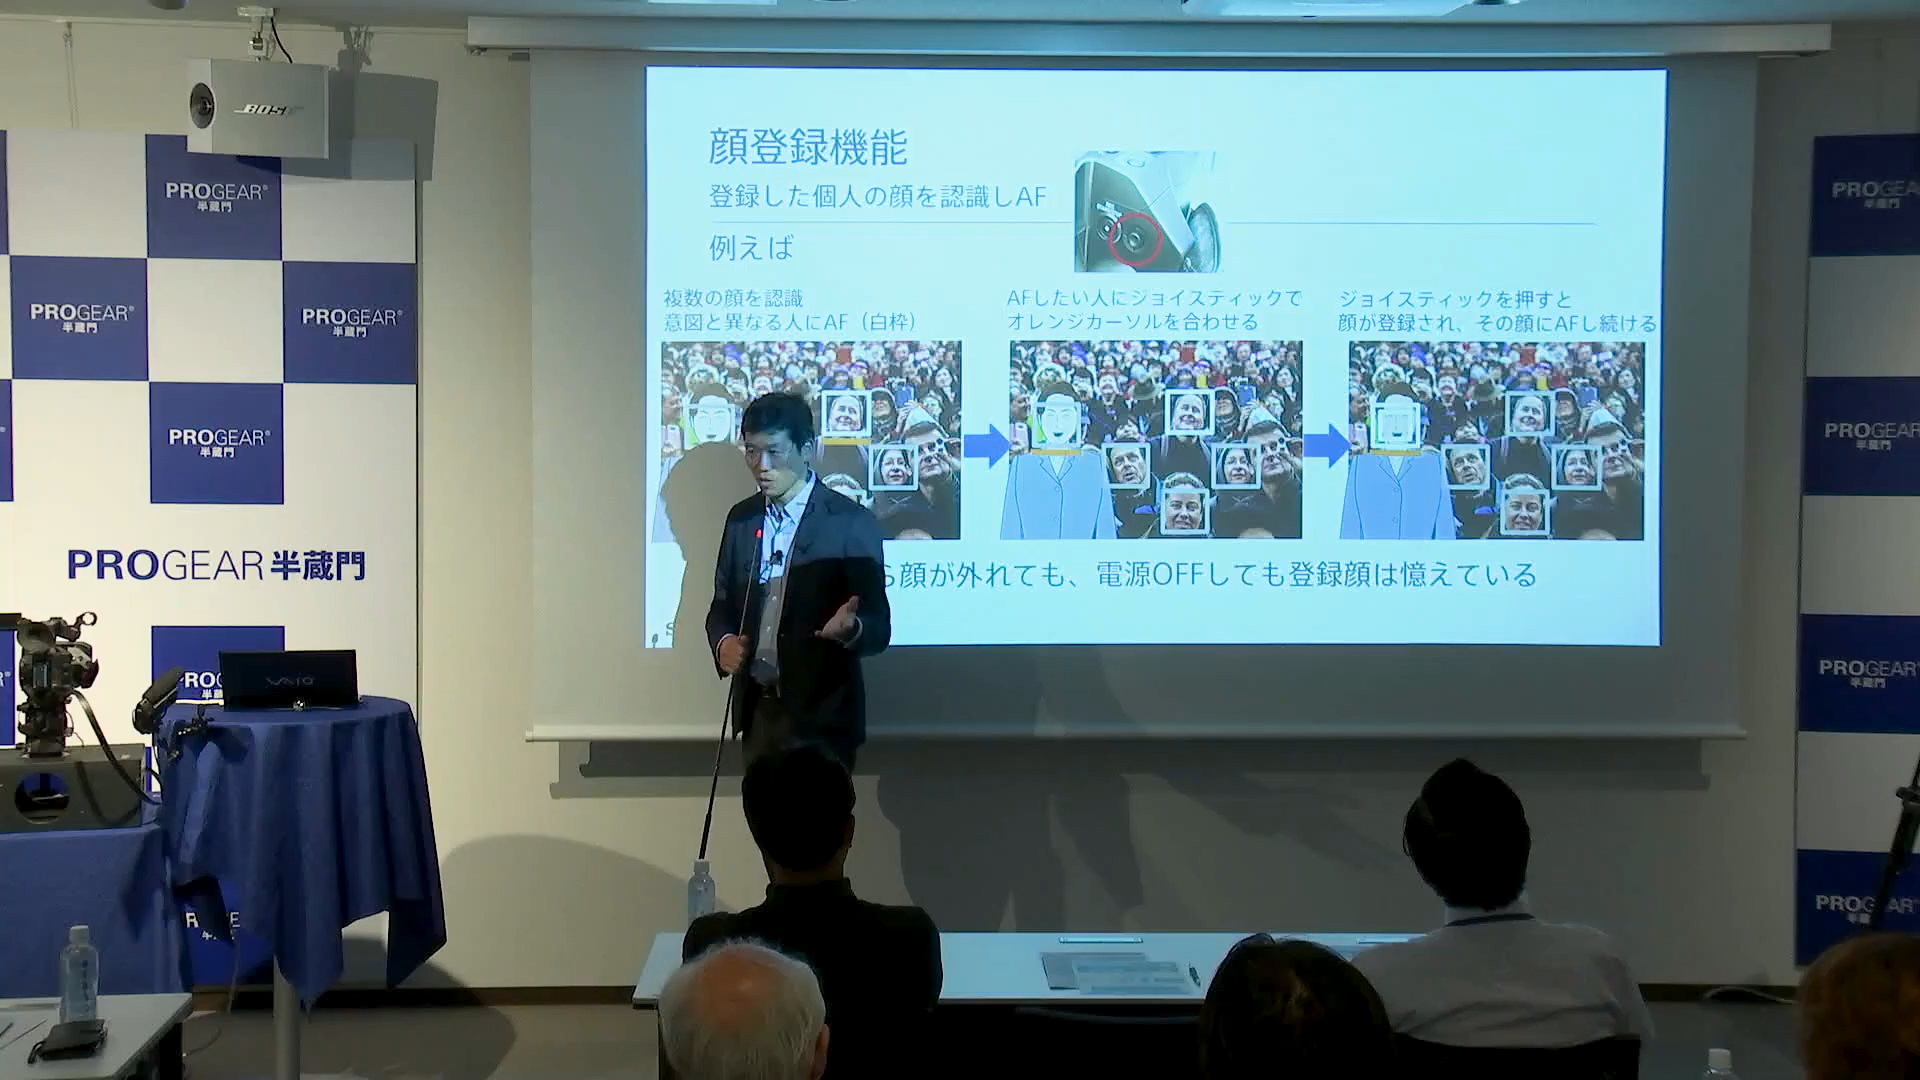 BOSE
PROGEAR®
半蔵門
PROGEAR®
半蔵門
PROGEAR®
半蔵門
PROGEAR®
半蔵門
PROGEAR 半蔵門
VAIO
顔登録機能
登録した個人の顔を認識しAF
例えば
複数の顔を認識
意図と異なる人にAF（白枠）
AFしたい人にジョイスティックで
オレンジカーソルを合わせる
ジョイスティックを押すと
顔が登録され、その顔にAFし続ける
ら顔が外れても、電源OFFしても登録顔は憶えている
PROGEA
半蔵門
PROGEAR
半蔵門
PROGEAR®
半蔵門